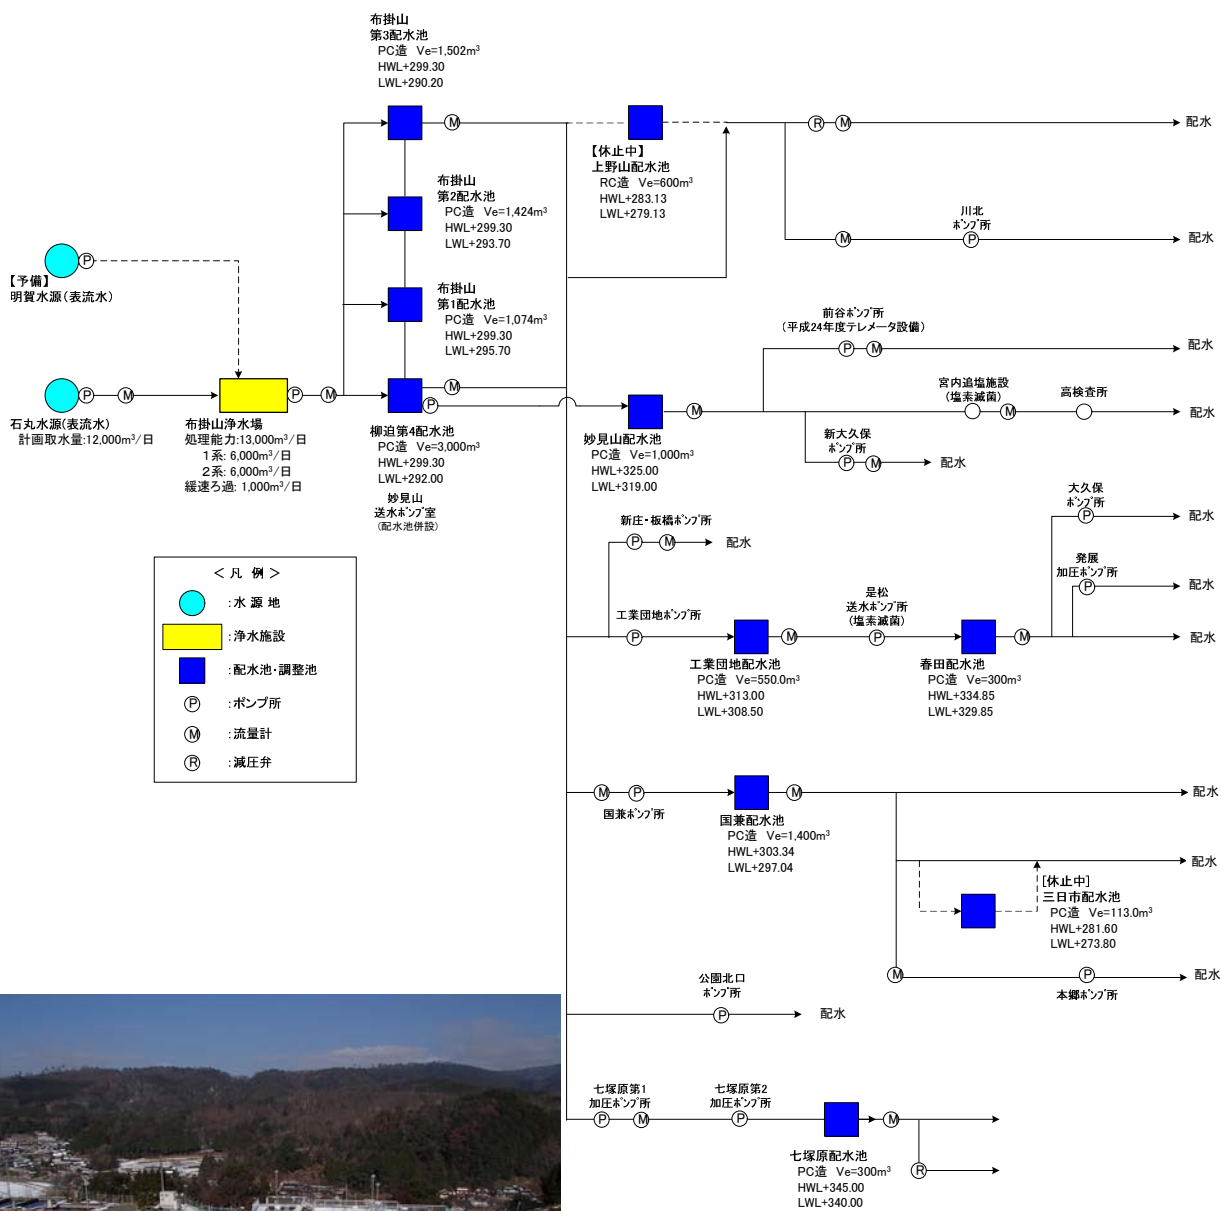 布掛山
第3配水池
PC造 Ve=1,502m³
HWL+299.30
LWL+290.20
M
【休止中】
上野山配水池
RC造 Ve=600m³
HWL+283.13
LWL+279.13
R
M
配水
布掛山
第2配水池
PC造 Ve=1,424m³
HWL+299.30
LWL+293.70
川北
ポンプ所
M
P
配水
P
【予備】
明賀水源(表流水)
布掛山
第1配水池
PC造 Ve=1,074m³
HWL+299.30
LWL+295.70
前谷ポンプ所
(平成24年度テレメータ設備)
P
M
配水
P
M
石丸水源(表流水)
計画取水量:12,000m³/日
P
M
布掛山浄水場
処理能力:13,000m³/日
1系: 6,000m³/日
2系: 6,000m³/日
緩速ろ過: 1,000m³/日
M
P
柳迫第4配水池
PC造 Ve=3,000m³
HWL+299.30
LWL+292.00
妙見山
送水ポンプ室
(配水池併設)
M
妙見山配水池
PC造 Ve=1,000m³
HWL+325.00
LWL+319.00
宮内追塩施設
(塩素滅菌)
M
高検査所
配水
新大久保
ポンプ所
P
M
配水
新庄・板橋ポンプ所
P
M
配水
大久保
ポンプ所
P
配水
発展
加圧ポンプ所
P
配水
工業団地ポンプ所
P
工業団地配水池
PC造 Ve=550.0m³
HWL+313.00
LWL+308.50
M
是松
送水ポンプ所
(塩素滅菌)
P
春田配水池
PC造 Ve=300m³
HWL+334.85
LWL+329.85
M
配水
<凡 例>
:水 源 地
:浄水施設
:配水池・調整池
P :ポンプ所
M :流量計
R :減圧弁
M
P
国兼ポンプ所
国兼配水池
PC造 Ve=1,400m³
HWL+303.34
LWL+297.04
M
配水
配水
[休止中]
三日市配水池
PC造 Ve=113.0m³
HWL+281.60
LWL+273.80
M
P
本郷ポンプ所
配水
公園北口
ポンプ所
P
配水
七塚原第1
加圧ポンプ所
P
M
七塚原第2
加圧ポンプ所
P
七塚原配水池
PC造 Ve=300m³
HWL+345.00
LWL+340.00
M
R